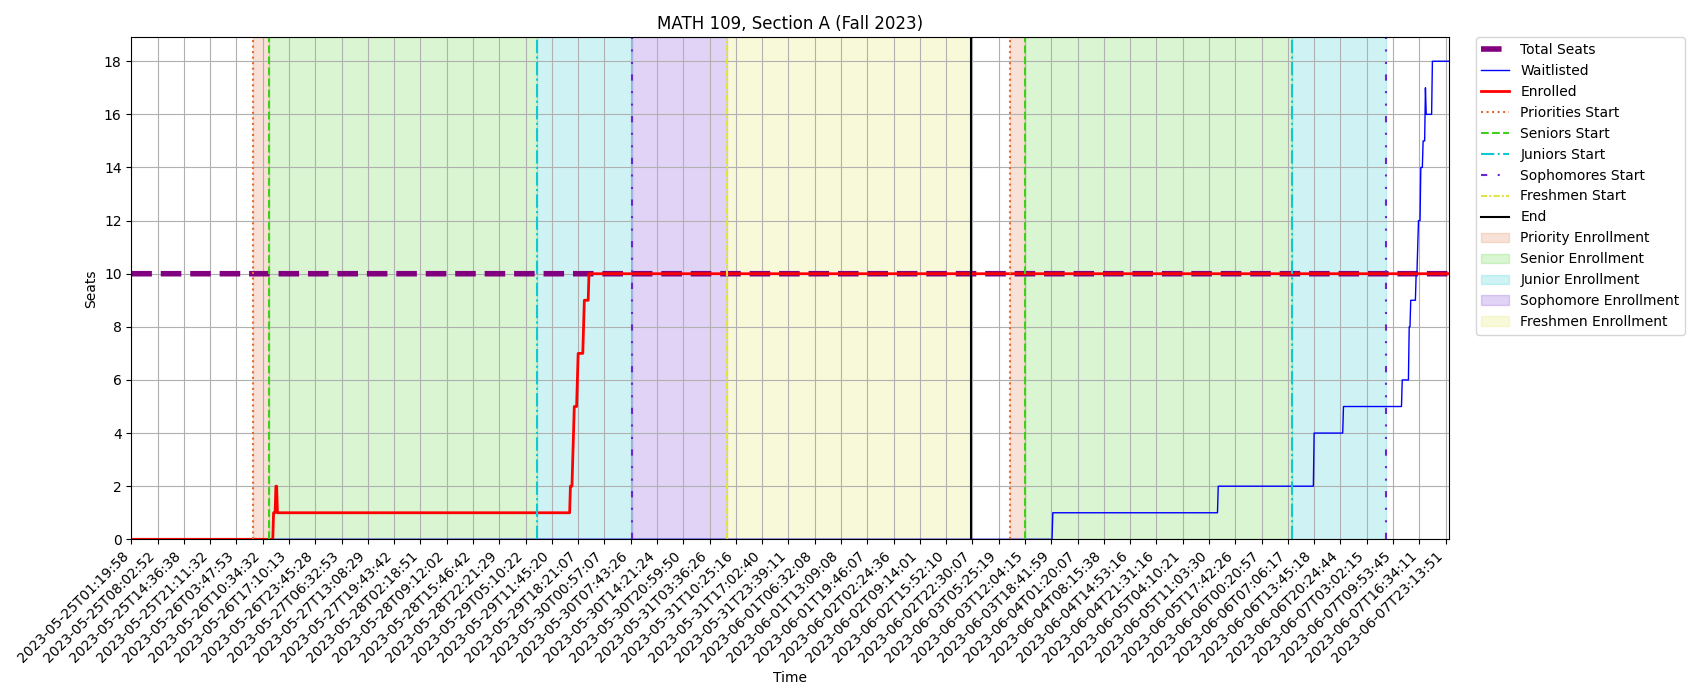 MATH 109, Section A (Fall 2023)
Seats
18
16
14
12
10
8
6
4
2
0
2023-05-25T01:19:58
2023-05-25T08:02:52
2023-05-25T14:36:38
2023-05-25T21:11:32
2023-05-26T03:47:53
2023-05-26T10:34:32
2023-05-26T17:10:13
2023-05-26T23:45:28
2023-05-27T06:32:53
2023-05-27T13:08:29
2023-05-27T19:43:42
2023-05-28T02:18:51
2023-05-28T09:12:02
2023-05-28T15:46:42
2023-05-28T22:21:29
2023-05-29T05:10:22
2023-05-29T11:45:20
2023-05-29T18:21:07
2023-05-30T00:57:07
2023-05-30T07:43:26
2023-05-30T14:21:24
2023-05-30T20:59:50
2023-05-31T03:36:26
2023-05-31T10:25:16
2023-05-31T17:02:40
2023-05-31T23:39:11
2023-06-01T06:32:08
2023-06-01T13:09:08
2023-06-01T19:46:07
2023-06-02T02:24:36
2023-06-02T09:14:01
2023-06-02T15:52:10
2023-06-02T22:30:07
2023-06-03T05:25:19
2023-06-03T12:04:15
2023-06-03T18:41:59
2023-06-04T01:20:07
2023-06-04T08:15:38
2023-06-04T14:53:16
2023-06-04T21:31:16
2023-06-05T04:10:21
2023-06-05T11:03:30
2023-06-05T17:42:26
2023-06-06T00:20:57
2023-06-06T07:06:17
2023-06-06T13:45:18
2023-06-06T20:24:44
2023-06-07T03:02:15
2023-06-07T09:53:45
2023-06-07T16:34:11
2023-06-07T23:13:51
Time
Total Seats
Waitlisted
Enrolled
Priorities Start
Seniors Start
Juniors Start
Sophomores Start
Freshmen Start
End
Priority Enrollment
Senior Enrollment
Junior Enrollment
Sophomore Enrollment
Freshmen Enrollment